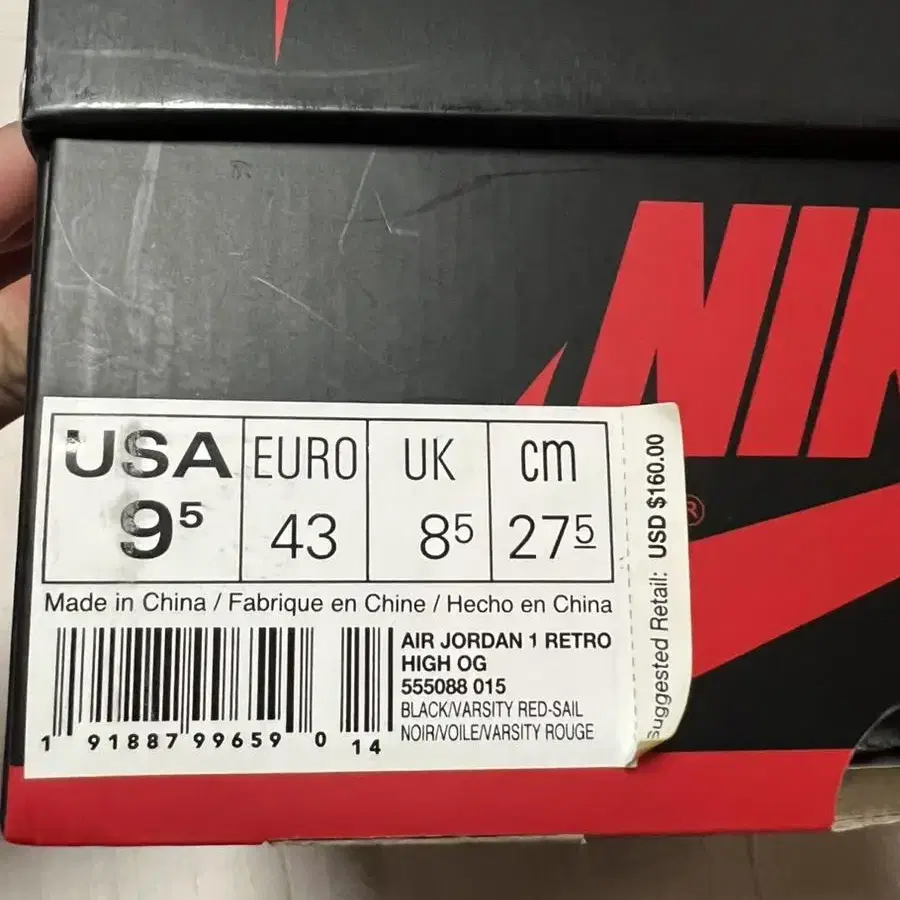 NIK
®
USA EURO UK cm
9⁵ 43 8⁵ 27⁵
Made in China / Fabrique en Chine / Hecho en China
AIR JORDAN 1 RETRO
HIGH OG
555088 015
BLACK/VARSITY RED-SAIL
NOIR/VOILE/VARSITY ROUGE
1 91887 99659 0 14
Suggested Retail: USD $160.00